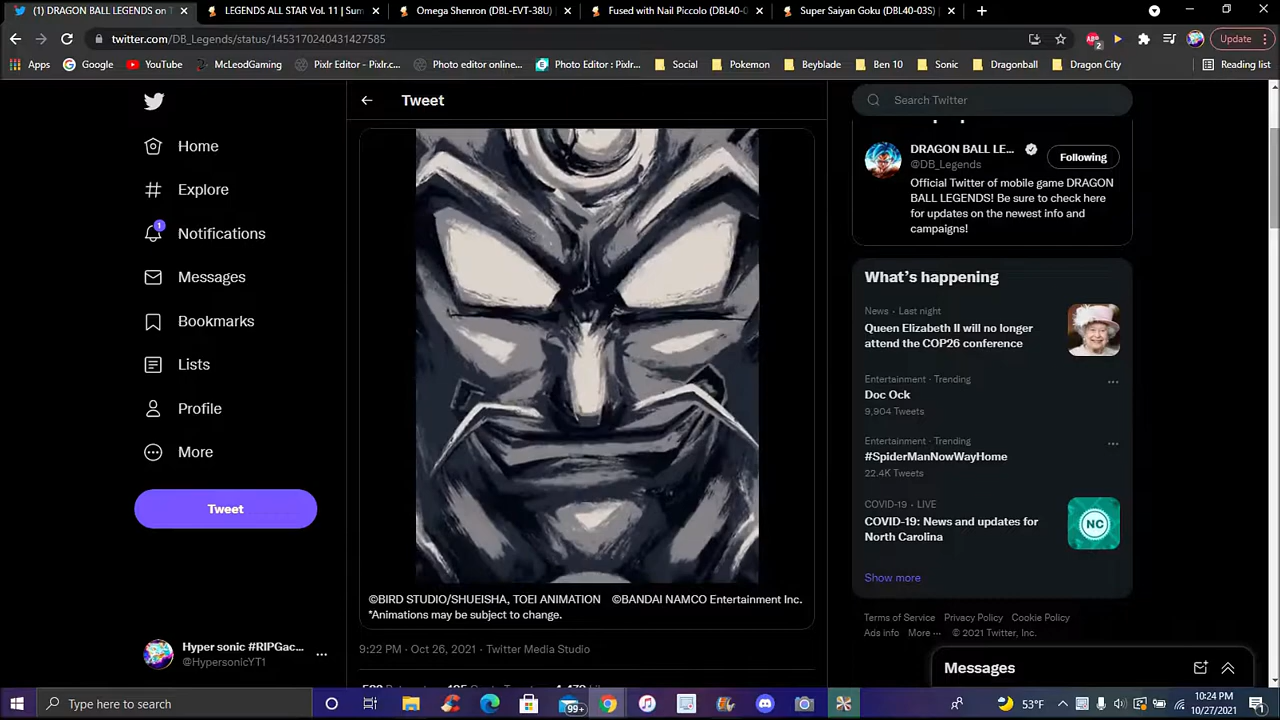 (1) DRAGON BALL LEGENDS on T
LEGENDS ALL STAR Vol. 11 | Sum
Omega Shenron (DBL-EVT-38U) |
Fused with Nail Piccolo (DBL40-0
Super Saiyan Goku (DBL40-03S) |
twitter.com/DB_Legends/status/1453170240431427585
ABP
2
Update
Apps
Google
YouTube
McLeodGaming
Pixlr Editor - Pixlr.c...
Photo editor online...
Photo Editor : Pixlr...
Social
Pokemon
Beyblade
Ben 10
Sonic
Dragonball
Dragon City
Reading list
Home
Explore
1
Notifications
Messages
Bookmarks
Lists
Profile
More
Tweet
Hyper sonic #RIPGac...
@HypersonicYT1
Tweet
©BIRD STUDIO/SHUEISHA, TOEI ANIMATION ©BANDAI NAMCO Entertainment Inc.
*Animations may be subject to change.
9:22 PM · Oct 26, 2021 · Twitter Media Studio
Search Twitter
DRAGON BALL LE...
@DB_Legends
Following
Official Twitter of mobile game DRAGON
BALL LEGENDS! Be sure to check here
for updates on the newest info and
campaigns!
What's happening
News · Last night
Queen Elizabeth II will no longer
attend the COP26 conference
Entertainment · Trending
Doc Ock
9,904 Tweets
Entertainment · Trending
#SpiderManNowWayHome
22.4K Tweets
COVID-19 · LIVE
COVID-19: News and updates for
North Carolina
NC
Show more
Terms of Service Privacy Policy Cookie Policy
Ads info More ··· © 2021 Twitter, Inc.
Messages
Type here to search
99+
53°F
10:24 PM
10/27/2021